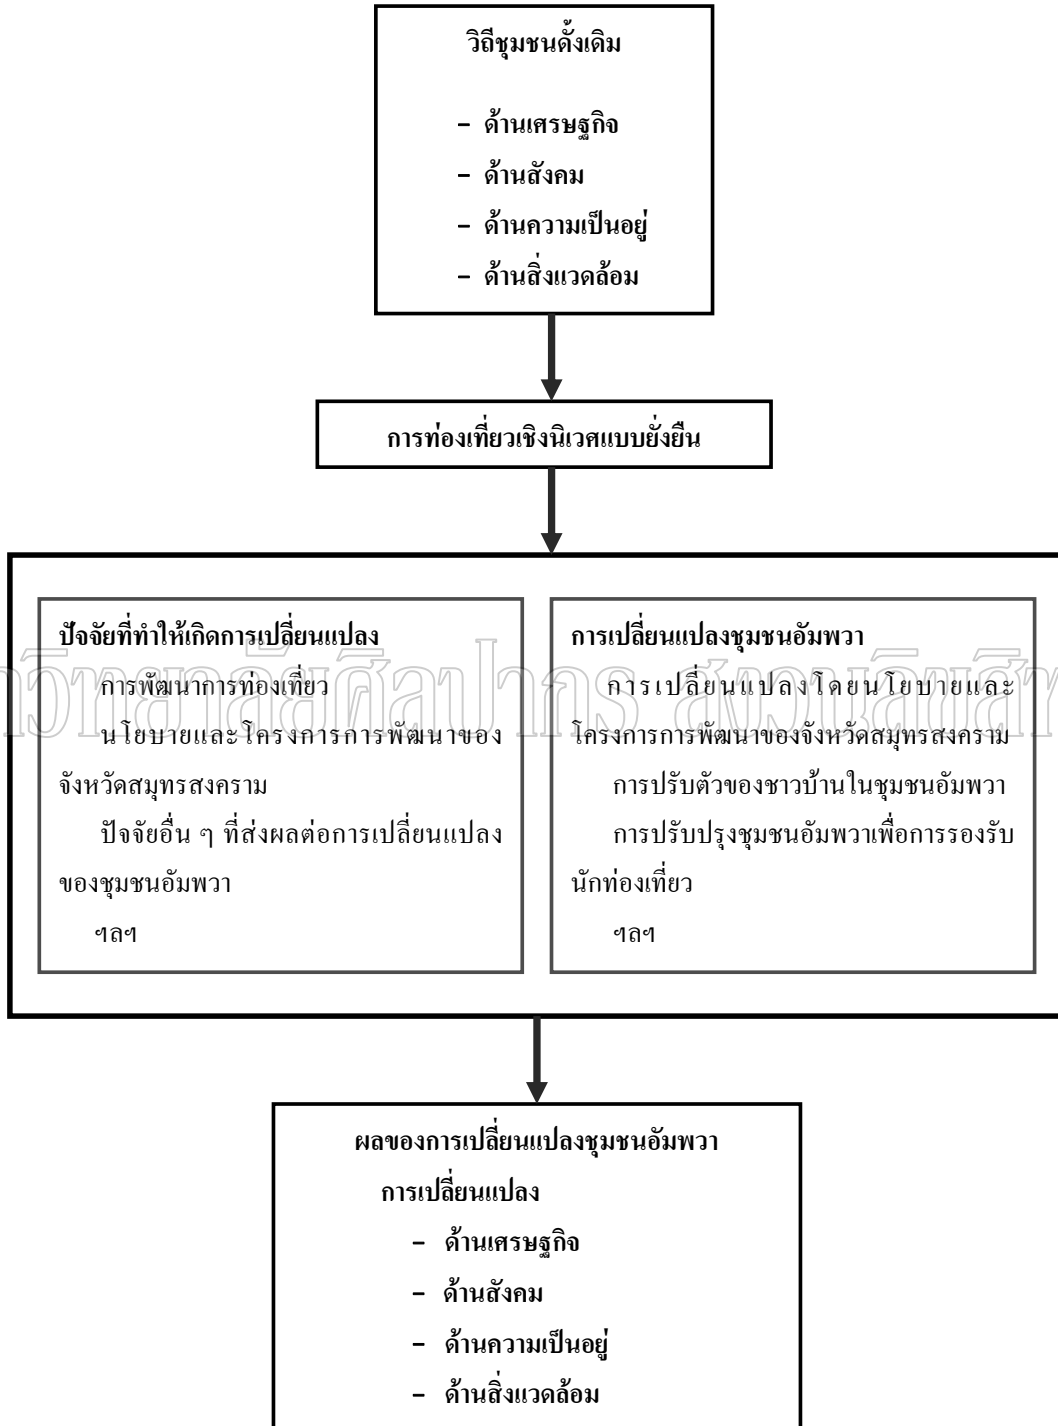 วิถีชุมชนดั้งเดิม
- ด้านเศรษฐกิจ
- ด้านสังคม
- ด้านความเป็นอยู่
- ด้านสิ่งแวดล้อม
การท่องเที่ยวเชิงนิเวศแบบยั่งยืน
ปัจจัยที่ทำให้เกิดการเปลี่ยนแปลง
การพัฒนาการท่องเที่ยว
นโยบายและโครงการการพัฒนาของ
จังหวัดสมุทรสงคราม
ปัจจัยอื่น ๆ ที่ส่งผลต่อการเปลี่ยนแปลง
ของชุมชนอัมพวา
ฯลฯ
การเปลี่ยนแปลงชุมชนอัมพวา
การเปลี่ยนแปลงโดยนโยบายและ
โครงการการพัฒนาของจังหวัดสมุทรสงคราม
การปรับตัวของชาวบ้านในชุมชนอัมพวา
การปรับปรุงชุมชนอัมพวาเพื่อการรองรับ
นักท่องเที่ยว
ฯลฯ
ผลของการเปลี่ยนแปลงชุมชนอัมพวา
การเปลี่ยนแปลง
- ด้านเศรษฐกิจ
- ด้านสังคม
- ด้านความเป็นอยู่
- ด้านสิ่งแวดล้อม